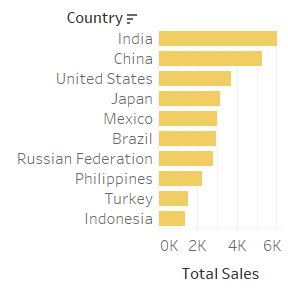 Country
India
China
United States
Japan
Mexico
Brazil
Russian Federation
Philippines
Turkey
Indonesia
0K 2K 4K 6K
Total Sales